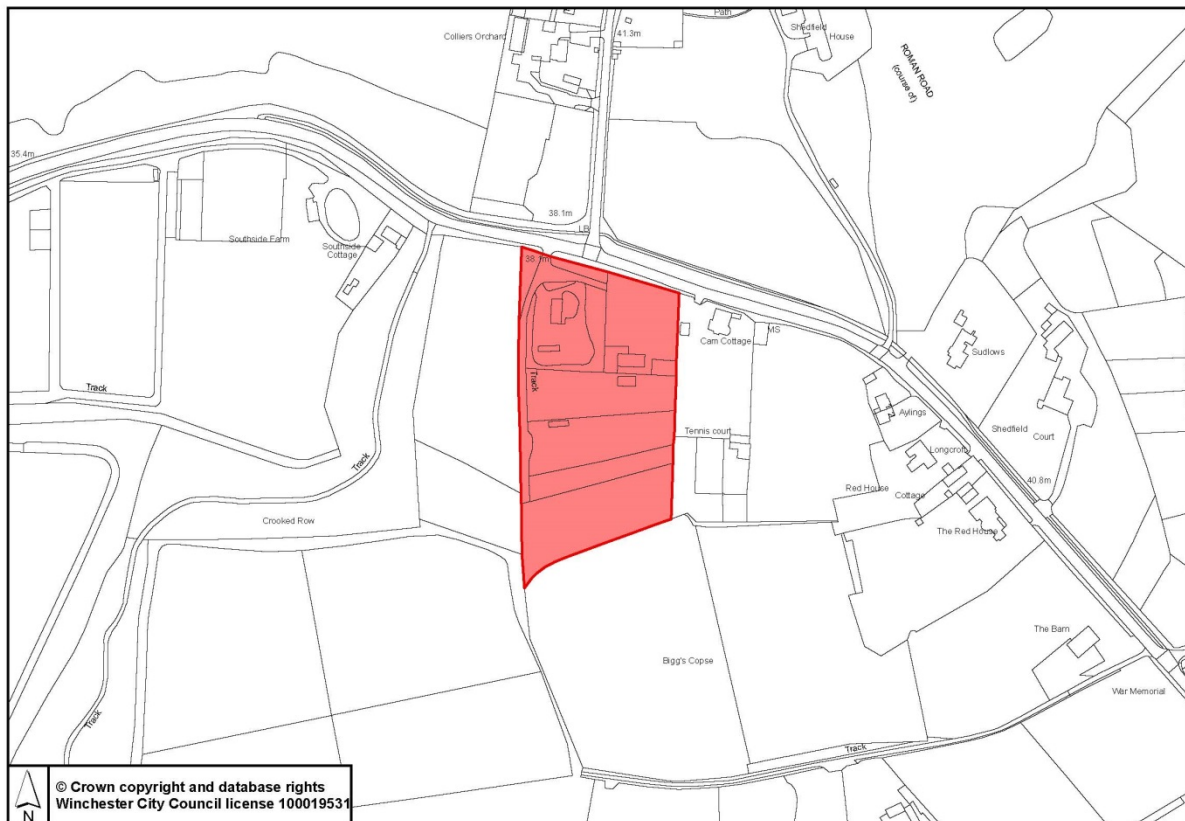 Path
Shedfield
House
41.3m
Colliers Orchard
ROMAN ROAD
(course of)
35.4m
38.1m
LB
Southside Farm
Southside
Cottage
MS
Cam Cottage
Sudlows
Track
Track
Aylings
Shedfield
Court
Tennis court
Longcroft
Track
40.8m
Red House
Cottage
Crooked Row
The Red House
The Barn
Bigg's Copse
War Memorial
Track
Track
N
© Crown copyright and database rights
Winchester City Council license 100019531